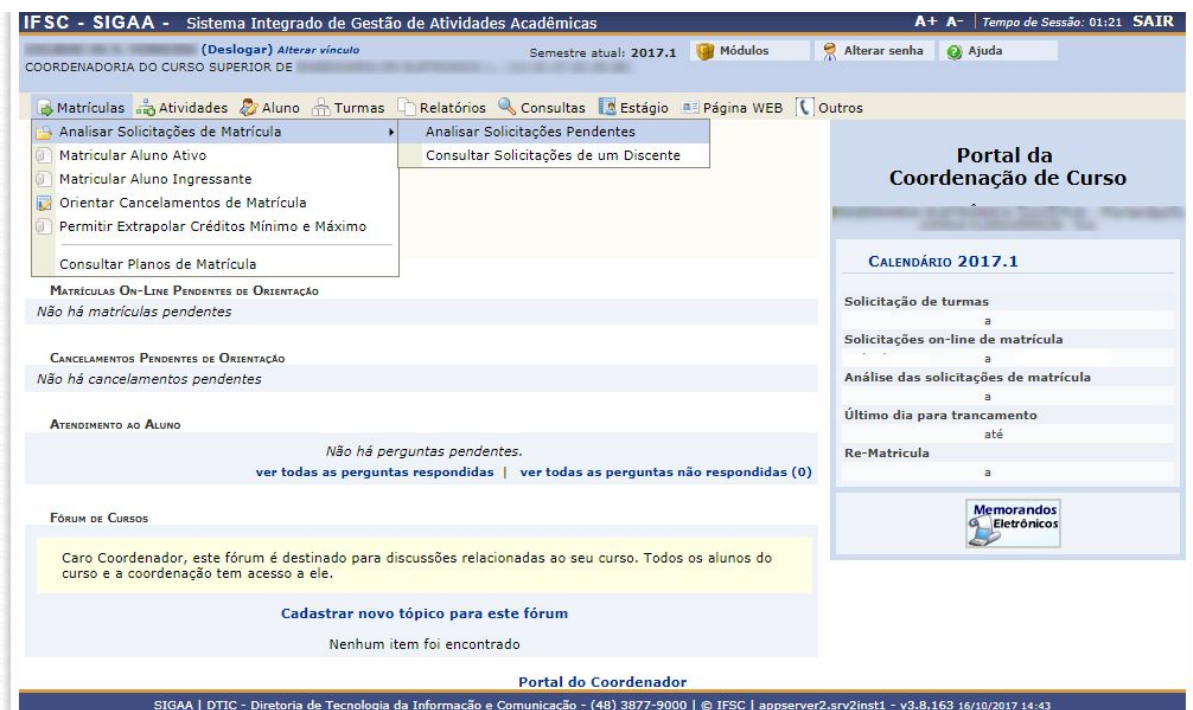 IFSC - SIGAA - Sistema Integrado de Gestão de Atividades Acadêmicas
A+ A- | Tempo de Sessão: 01:21 SAIR
(Deslogar) Alterar vínculo
Semestre atual: 2017.1
Módulos
Alterar senha
Ajuda
COORDENADORIA DO CURSO SUPERIOR DE
Matrículas Atividades Aluno Turmas Relatórios Consultas Estágio Página WEB Outros
Analisar Solicitações de Matrícula
Analisar Solicitações Pendentes
Matricular Aluno Ativo
Consultar Solicitações de um Discente
Matricular Aluno Ingressante
Orientar Cancelamentos de Matrícula
Permitir Extrapolar Créditos Mínimo e Máximo
Consultar Planos de Matrícula
Matrículas On-Line Pendentes de Orientação
Não há matrículas pendentes
Cancelamentos Pendentes de Orientação
Não há cancelamentos pendentes
Atendimento ao Aluno
Não há perguntas pendentes.
ver todas as perguntas respondidas | ver todas as perguntas não respondidas (0)
Fórum de Cursos
Caro Coordenador, este fórum é destinado para discussões relacionadas ao seu curso. Todos os alunos do
curso e a coordenação tem acesso a ele.
Cadastrar novo tópico para este fórum
Nenhum item foi encontrado
Portal da
Coordenação de Curso
Calendário 2017.1
Solicitação de turmas
a
Solicitações on-line de matrícula
a
Análise das solicitações de matrícula
a
Último dia para trancamento
até
Re-Matricula
a
Memorandos
Eletrônicos
Portal do Coordenador
SIGAA | DTIC - Diretoria de Tecnologia da Informação e Comunicação - (48) 3877-9000 | © IFSC | appserver2.srv2inst1 - v3.8.163 16/10/2017 14:43